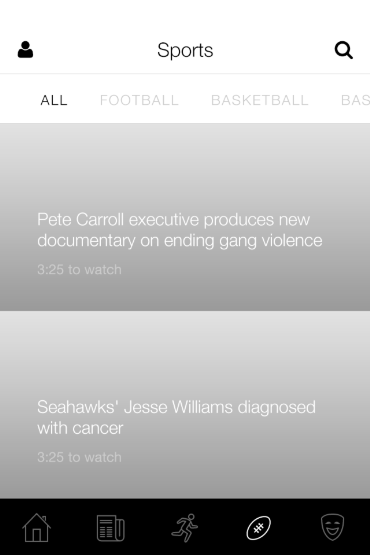 Sports
ALL FOOTBALL BASKETBALL BAS
Pete Carroll executive produces new
documentary on ending gang violence
3:25 to watch
Seahawks' Jesse Williams diagnosed
with cancer
3:25 to watch